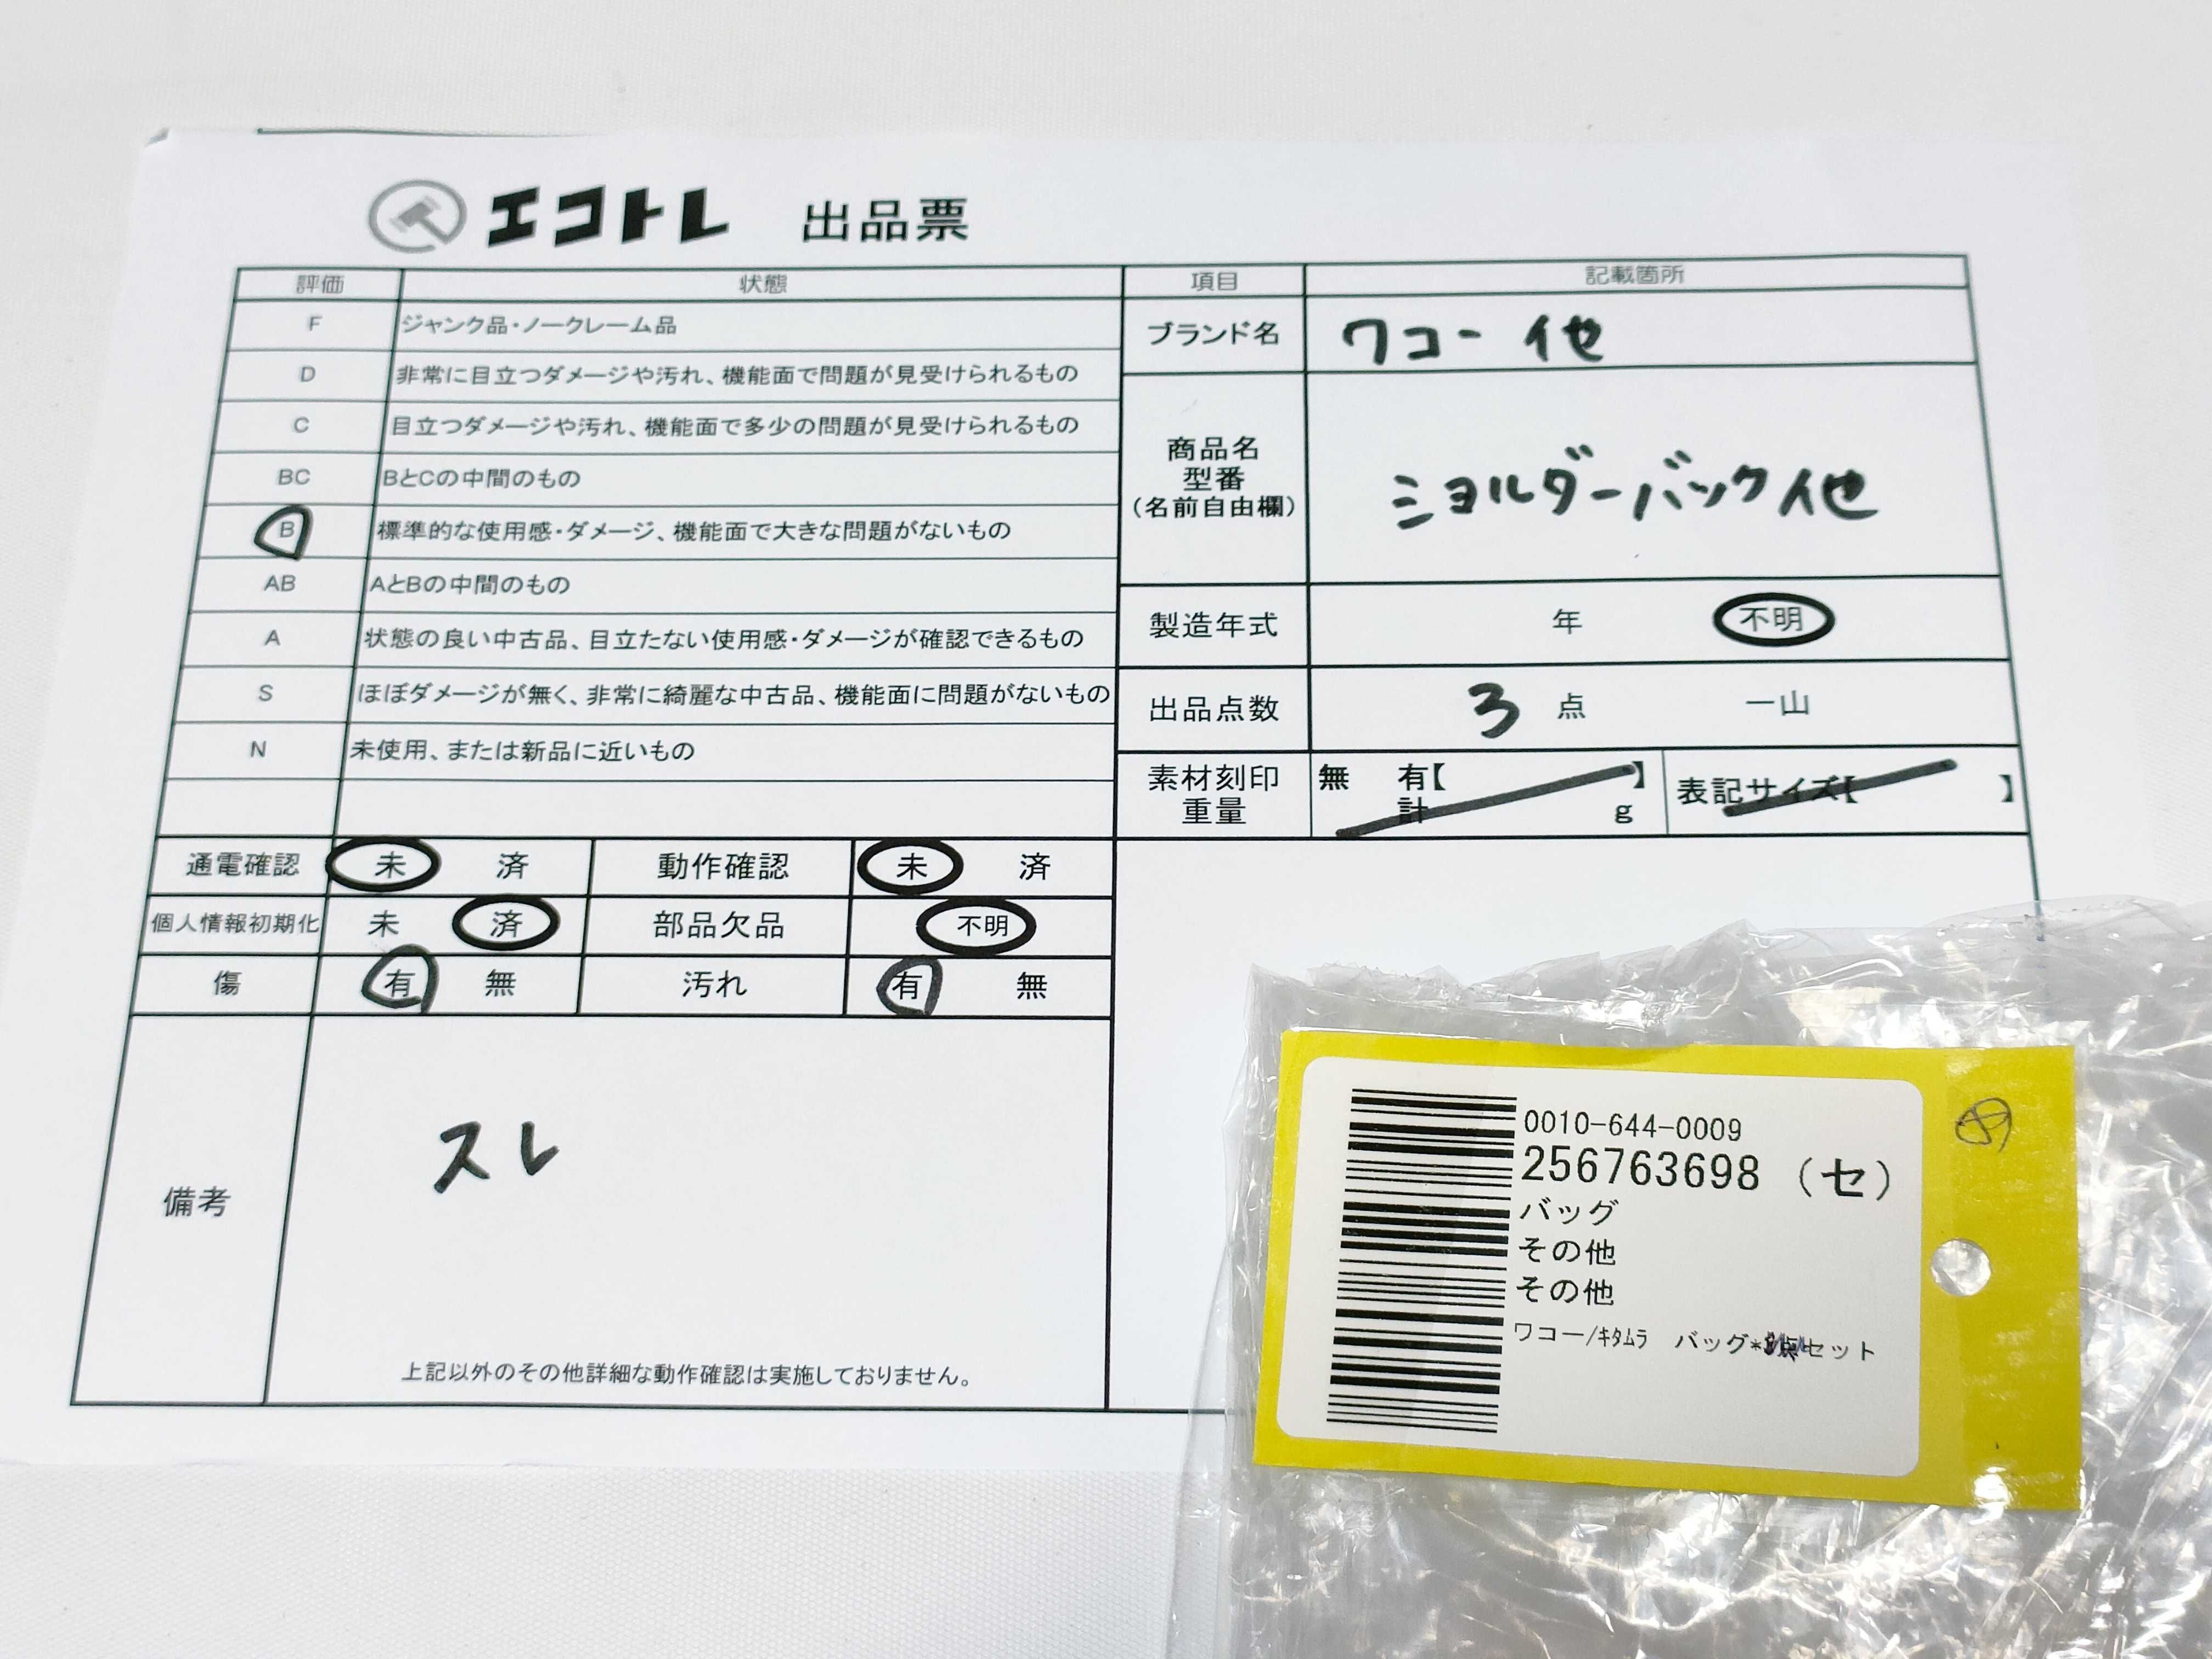 エコトレ 出品票
評価 状態
F ジャンク品・ノークレーム品
D 非常に目立つダメージや汚れ、機能面で問題が見受けられるもの
C 目立つダメージや汚れ、機能面で多少の問題が見受けられるもの
BC BとCの中間のもの
B 標準的な使用感・ダメージ、機能面で大きな問題がないもの
AB AとBの中間のもの
A 状態の良い中古品、目立たない使用感・ダメージが確認できるもの
S ほぼダメージが無く、非常に綺麗な中古品、機能面に問題がないもの
N 未使用、または新品に近いもの
項目 記載箇所
ブランド名 ワコー 他
商品名
型番
(名前自由欄)
ショルダーバック他
製造年式 年 不明
出品点数 3 点 一山
素材刻印 無 有【 】 表記サイズ【 】
重量 計 g
通電確認 未 済 動作確認 未 済
個人情報初期化 未 済 部品欠品 不明
傷 有 無 汚れ 有 無
備考 スレ
上記以外のその他詳細な動作確認は実施しておりません。
0010-644-0009
256763698 (セ)
バッグ
その他
その他
ワコー/キタムラ バッグ* セット